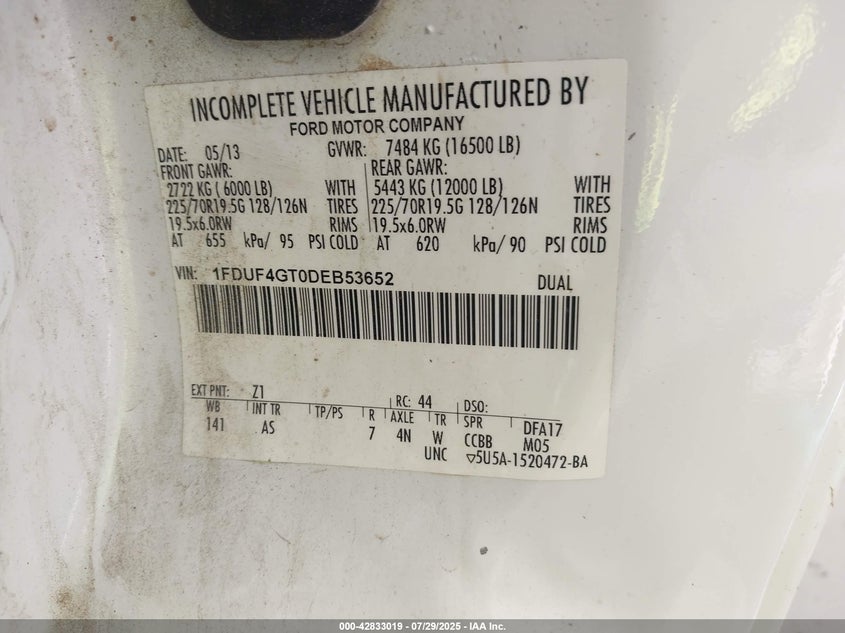 INCOMPLETE VEHICLE MANUFACTURED BY
FORD MOTOR COMPANY
DATE: 05/13 GVWR: 7484 KG (16500 LB)
FRONT GAWR: REAR GAWR:
2722 KG ( 6000 LB) WITH 5443 KG (12000 LB) WITH
225/70R19.5G 128/126N TIRES 225/70R19.5G 128/126N TIRES
19.5x6.0RW RIMS 19.5x6.0RW RIMS
AT 655 kPa/ 95 PSI COLD AT 620 kPa/ 90 PSI COLD
VIN: 1FDUF4GT0DEB53652 DUAL
EXT PNT: Z1 RC: 44 DSO:
WB INT TR TP/PS R AXLE TR SPR DFA17
141 AS 7 4N W CCBB M05
UNC ▽5U5A-1520472-BA
000-42833019 / 07/29/2025 - IAA Inc.